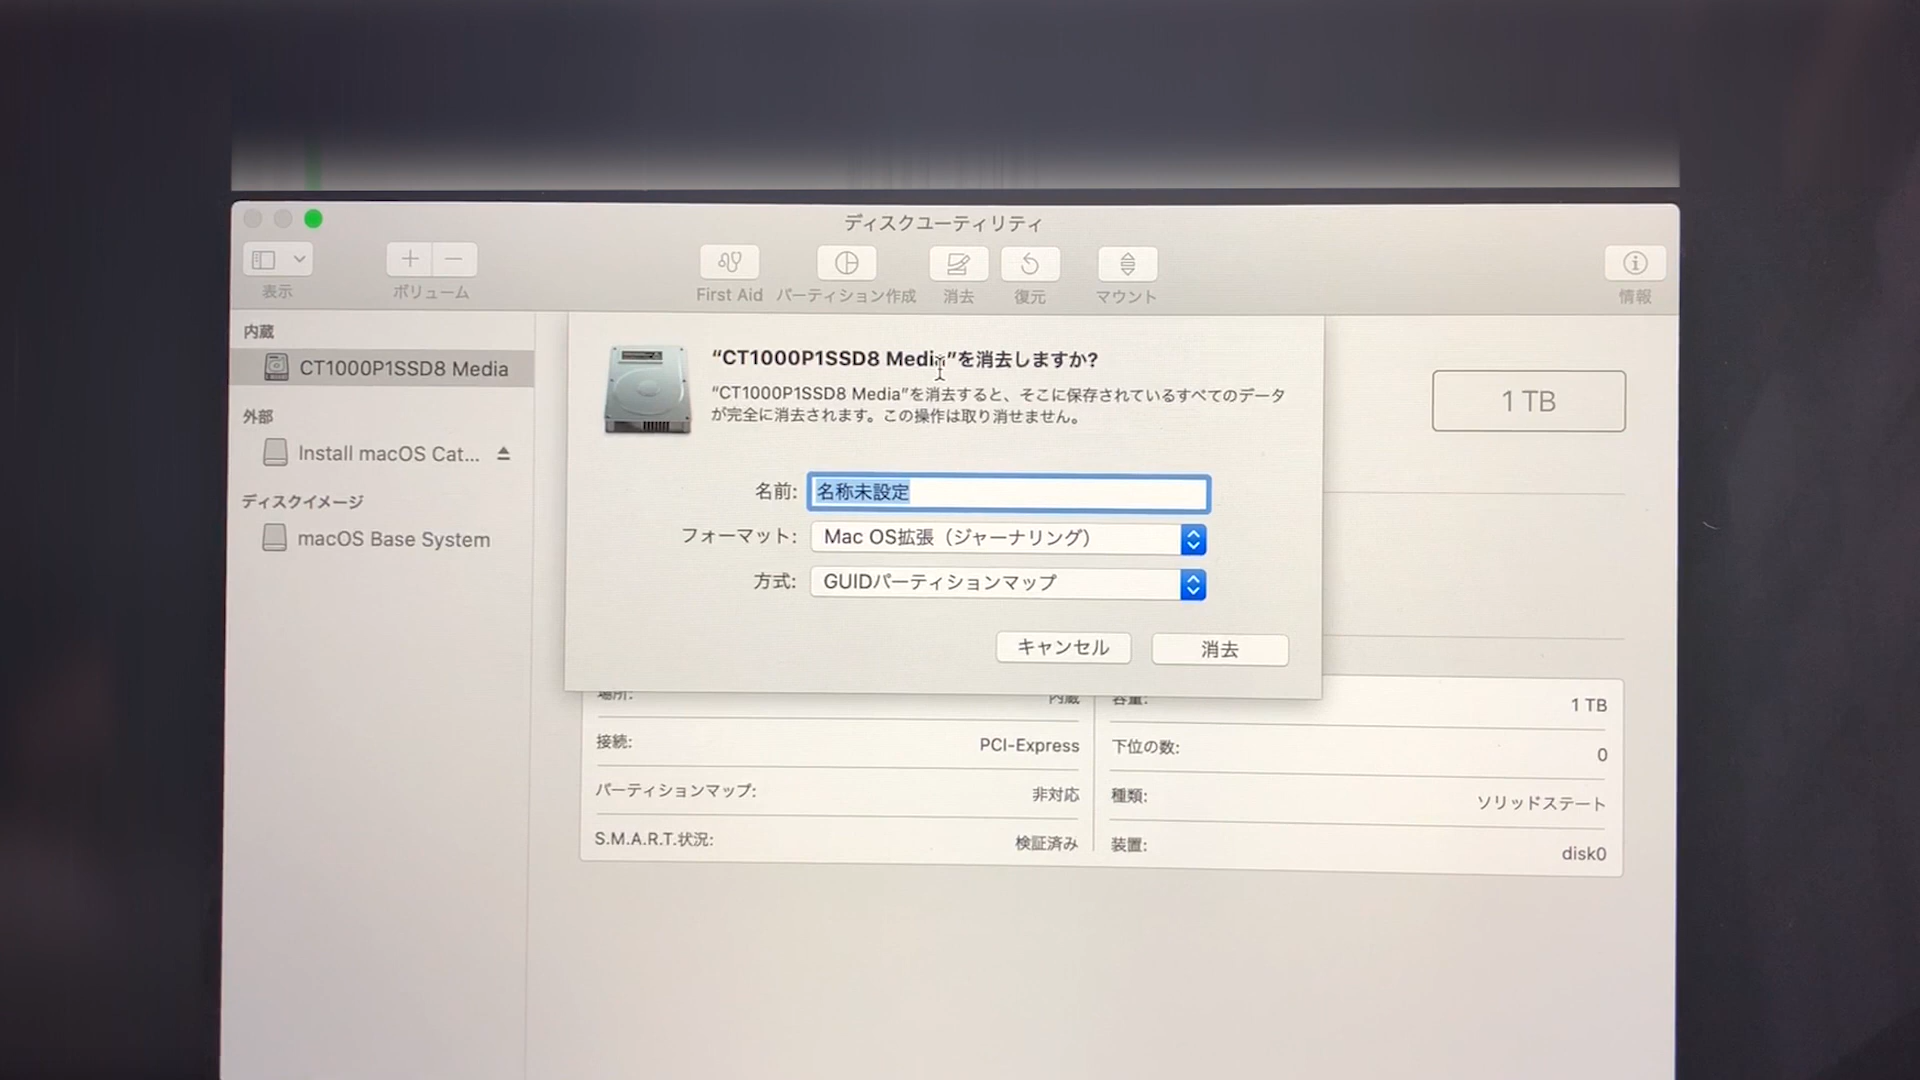 ディスクユーティリティ
表示
ボリューム
First Aid
パーティション作成
消去
復元
マウント
情報
内蔵
CT1000P1SSD8 Media
外部
Install macOS Cat...
ディスクイメージ
macOS Base System
“CT1000P1SSD8 Media”を消去しますか?
“CT1000P1SSD8 Media”を消去すると、そこに保存されているすべてのデータ
が完全に消去されます。この操作は取り消せません。
名前: 名称未設定
フォーマット: Mac OS拡張（ジャーナリング）
方式: GUIDパーティションマップ
キャンセル
消去
1 TB
場所: 内蔵
容量: 1 TB
接続: PCI-Express
下位の数: 0
パーティションマップ: 非対応
種類: ソリッドステート
S.M.A.R.T.状況: 検証済み
装置: disk0